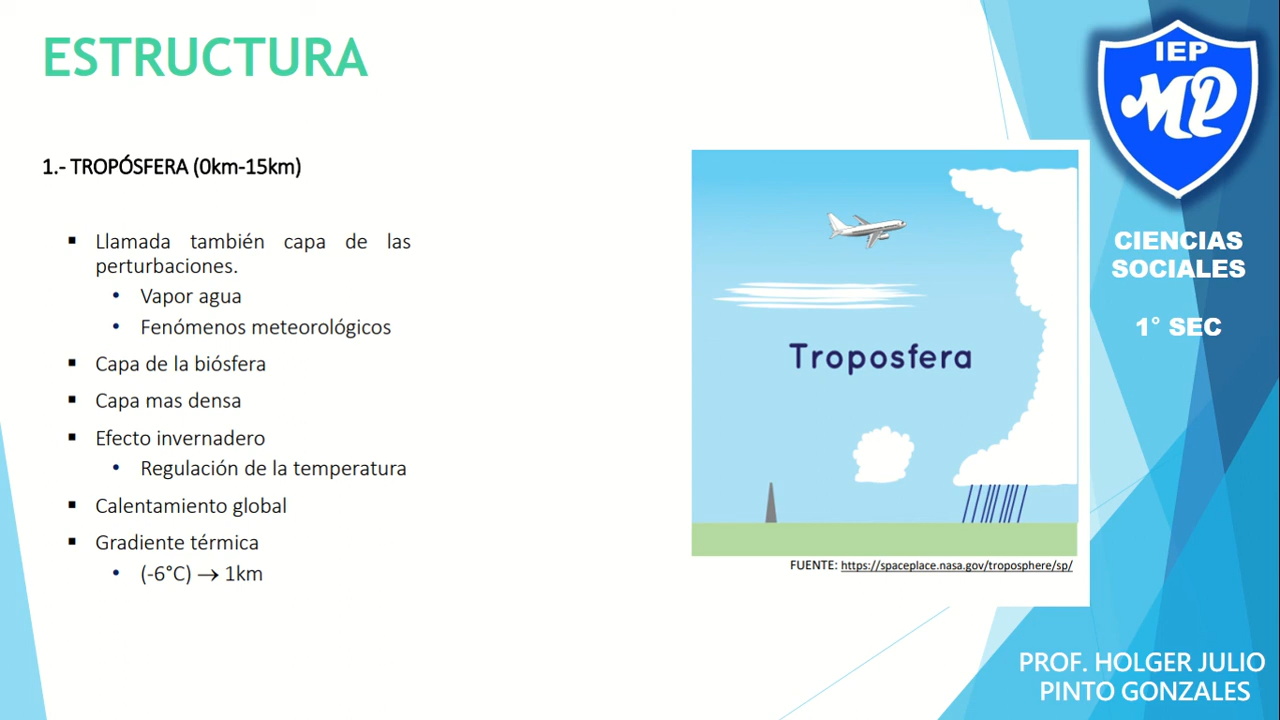 ESTRUCTURA
1.- TROPÓSFERA (0km-15km)
▪ Llamada también capa de las
perturbaciones.
• Vapor agua
• Fenómenos meteorológicos
▪ Capa de la biósfera
▪ Capa mas densa
▪ Efecto invernadero
• Regulación de la temperatura
▪ Calentamiento global
▪ Gradiente térmica
• (-6°C) → 1km
Troposfera
FUENTE: https://spaceplace.nasa.gov/troposphere/sp/
IEP
MP
CIENCIAS
SOCIALES
1° SEC
PROF. HOLGER JULIO
PINTO GONZALES